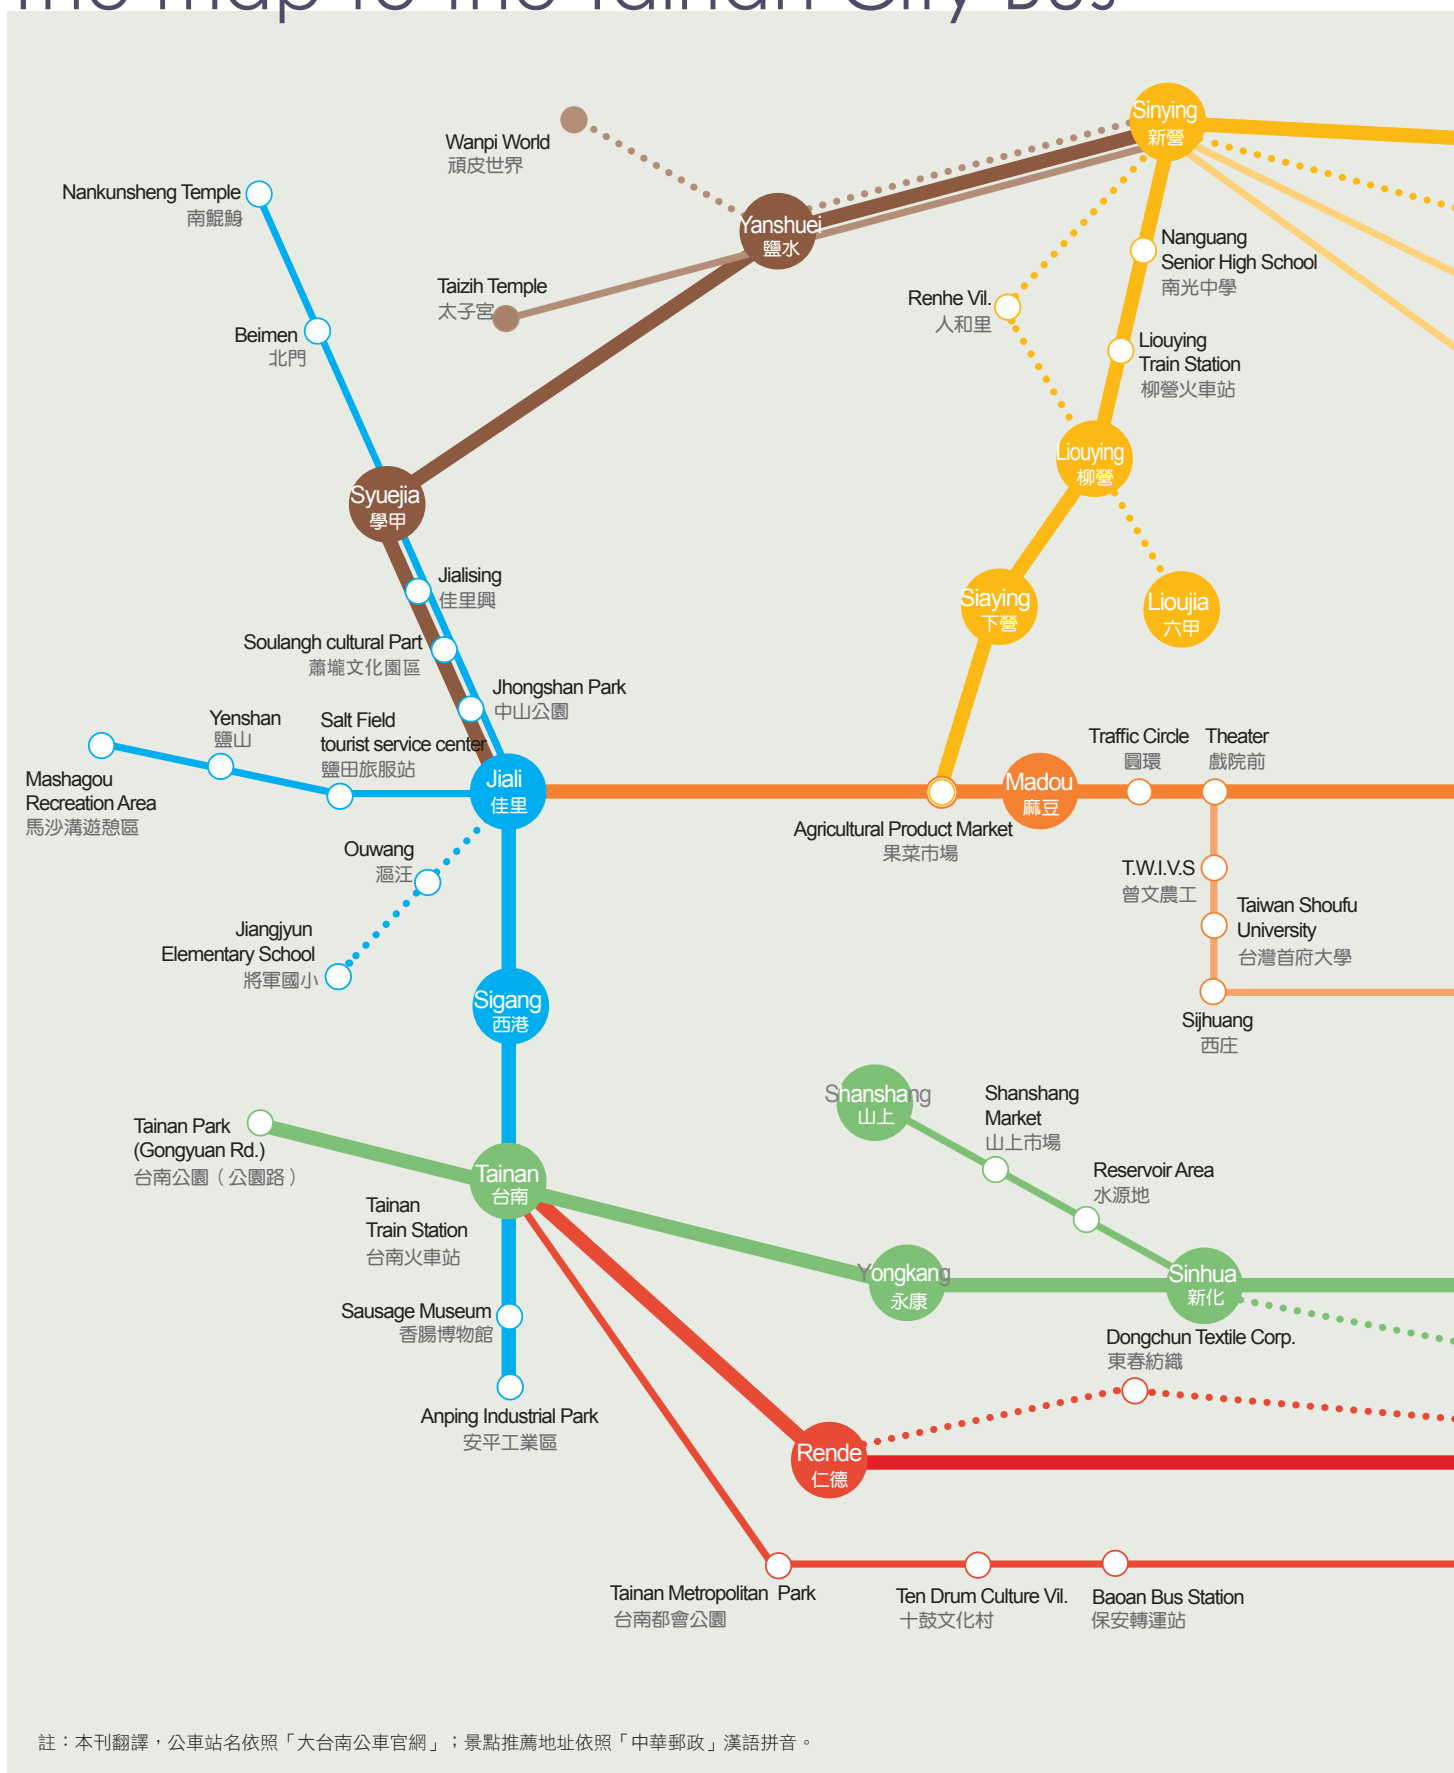 The Map to the Tainan City Bus
Sinying
新營
Wanpi World
頑皮世界
Nankunsheng Temple
南鯤鯓
Yanshuei
鹽水
Nanguang
Senior High School
南光中學
Taizih Temple
太子宮
Renhe Vil.
人和里
Beimen
北門
Liouying
Train Station
柳營火車站
Liouying
柳營
Syuejia
學甲
Jialising
佳里興
Siaying
下營
Lioujia
六甲
Soulangh cultural Part
蕭壠文化園區
Jhongshan Park
中山公園
Yenshan
鹽山
Salt Field
tourist service center
鹽田旅服站
Mashagou
Recreation Area
馬沙溝遊憩區
Jiali
佳里
Madou
麻豆
Traffic Circle
圓環
Theater
戲院前
Agricultural Product Market
果菜市場
Ouwang
漚汪
T.W.I.V.S
曾文農工
Jiangjyun
Elementary School
將軍國小
Taiwan Shoufu
University
台灣首府大學
Sigang
西港
Sijhuang
西庄
Shanshang
山上
Shanshang
Market
山上市場
Tainan Park
(Gongyuan Rd.)
台南公園（公園路）
Tainan
台南
Reservoir Area
水源地
Tainan
Train Station
台南火車站
Yongkang
永康
Sinhua
新化
Sausage Museum
香腸博物館
Dongchun Textile Corp.
東春紡織
Anping Industrial Park
安平工業區
Rende
仁德
Tainan Metropolitan Park
台南都會公園
Ten Drum Culture Vil.
十鼓文化村
Baoan Bus Station
保安轉運站
註：本刊翻譯，公車站名依照「大台南公車官網」；景點推薦地址依照「中華郵政」漢語拼音。